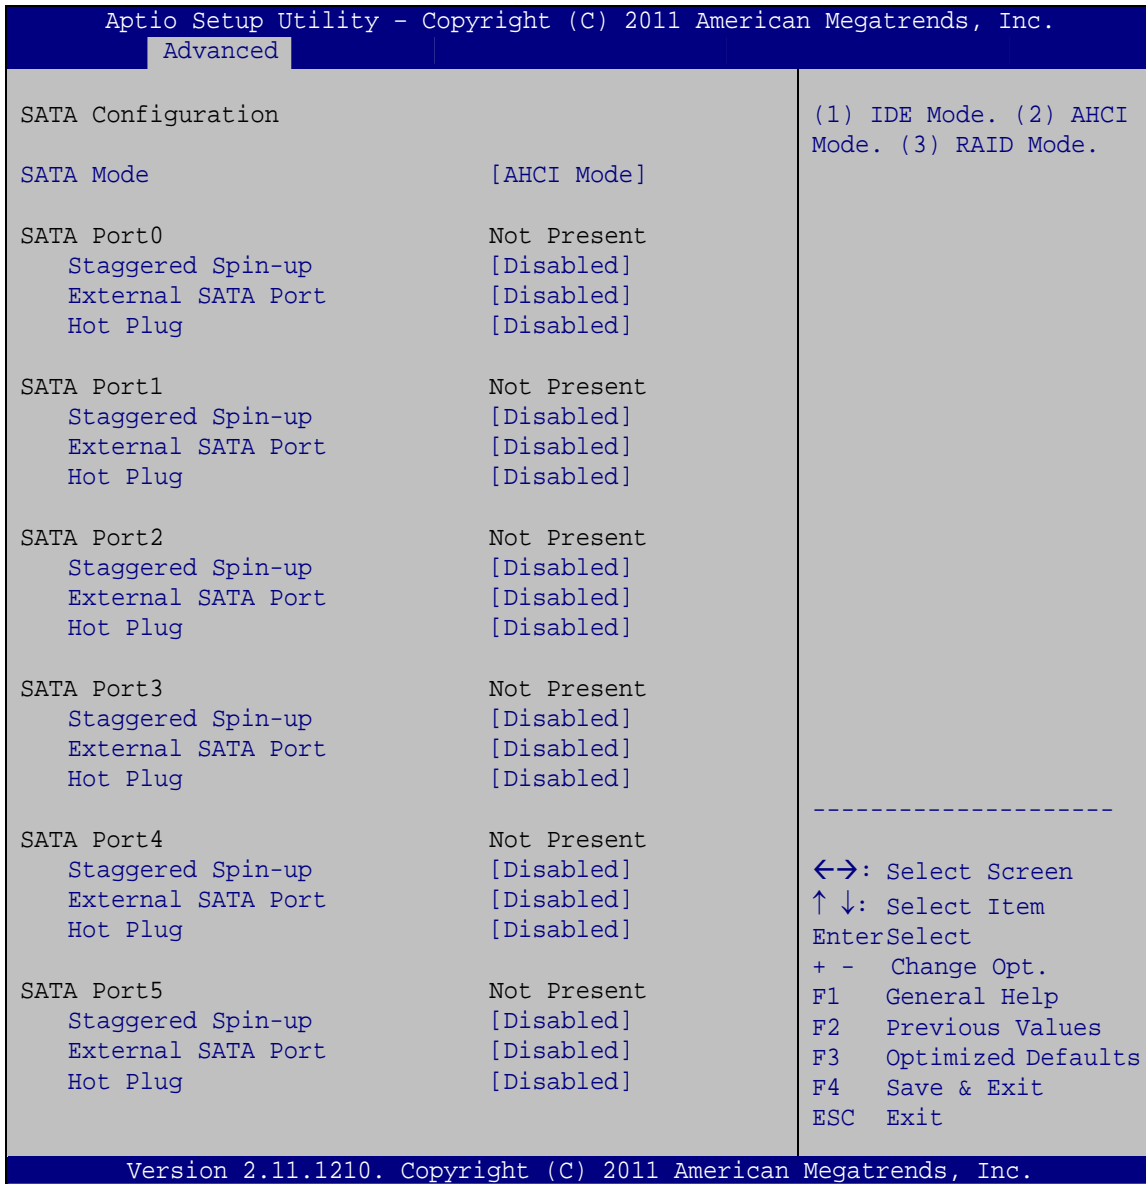 Aptio Setup Utility – Copyright (C) 2011 American Megatrends, Inc.
Advanced
SATA Configuration
SATA Mode [AHCI Mode]
SATA Port0 Not Present
Staggered Spin-up [Disabled]
External SATA Port [Disabled]
Hot Plug [Disabled]
SATA Port1 Not Present
Staggered Spin-up [Disabled]
External SATA Port [Disabled]
Hot Plug [Disabled]
SATA Port2 Not Present
Staggered Spin-up [Disabled]
External SATA Port [Disabled]
Hot Plug [Disabled]
SATA Port3 Not Present
Staggered Spin-up [Disabled]
External SATA Port [Disabled]
Hot Plug [Disabled]
SATA Port4 Not Present
Staggered Spin-up [Disabled]
External SATA Port [Disabled]
Hot Plug [Disabled]
SATA Port5 Not Present
Staggered Spin-up [Disabled]
External SATA Port [Disabled]
Hot Plug [Disabled]
(1) IDE Mode. (2) AHCI
Mode. (3) RAID Mode.
---------------------
←→: Select Screen
↑ ↓: Select Item
EnterSelect
+ - Change Opt.
F1 General Help
F2 Previous Values
F3 Optimized Defaults
F4 Save & Exit
ESC Exit
Version 2.11.1210. Copyright (C) 2011 American Megatrends, Inc.